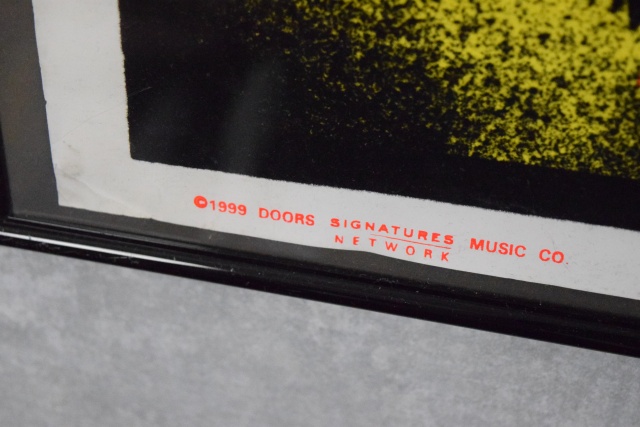 ©1999 DOORS SIGNATURES MUSIC CO.
NETWORK